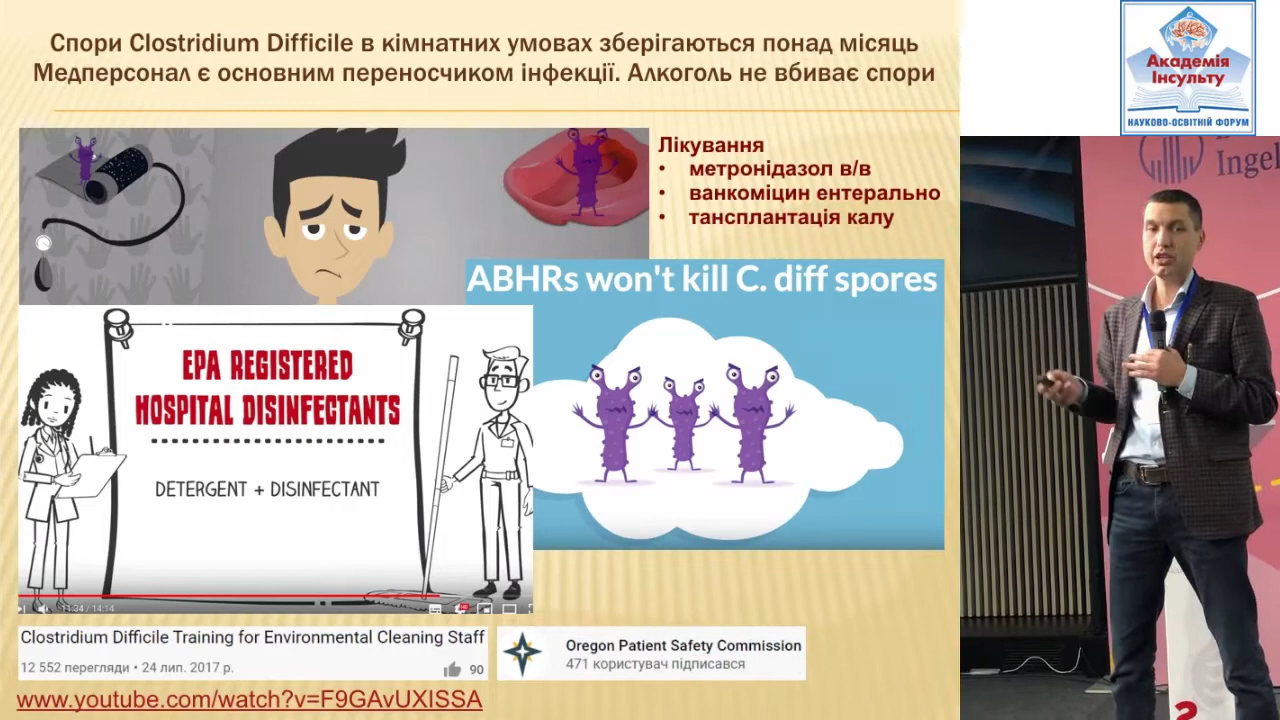 Спори Clostridium Difficile в кімнатних умовах зберігаються понад місяць
Медперсонал є основним переносчиком інфекції. Алкоголь не вбиває спори
Академія
Інсульту
НАУКОВО-ОСВІТНІЙ ФОРУМ
Лікування
• метронідазол в/в
• ванкоміцин ентерально
• тансплантація калу
ABHRs won't kill C. diff spores
EPA REGISTERED
HOSPITAL DISINFECTANTS
DETERGENT + DISINFECTANT
11:34 / 14:14
Clostridium Difficile Training for Environmental Cleaning Staff
12 552 перегляди • 24 лип. 2017 р.
90
Oregon Patient Safety Commission
471 користувач підписався
www.youtube.com/watch?v=F9GAvUXISSA
Ingel